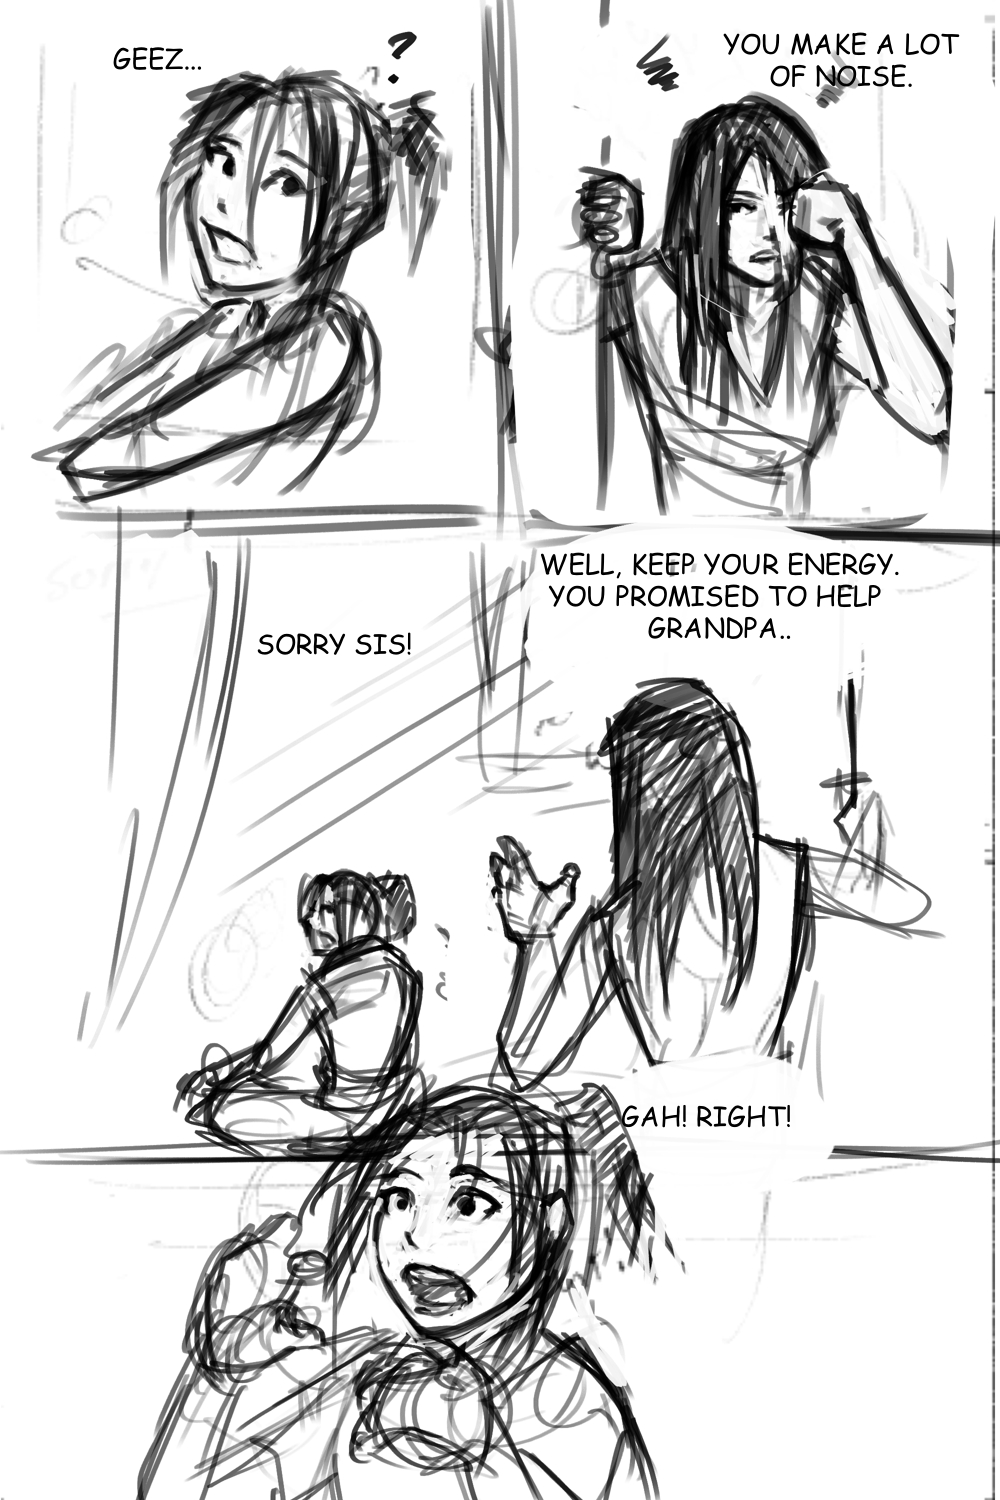 GEEZ...
?
YOU MAKE A LOT
OF NOISE.
SORRY SIS!
WELL, KEEP YOUR ENERGY.
YOU PROMISED TO HELP
GRANDPA..
Sorry
GAH! RIGHT!